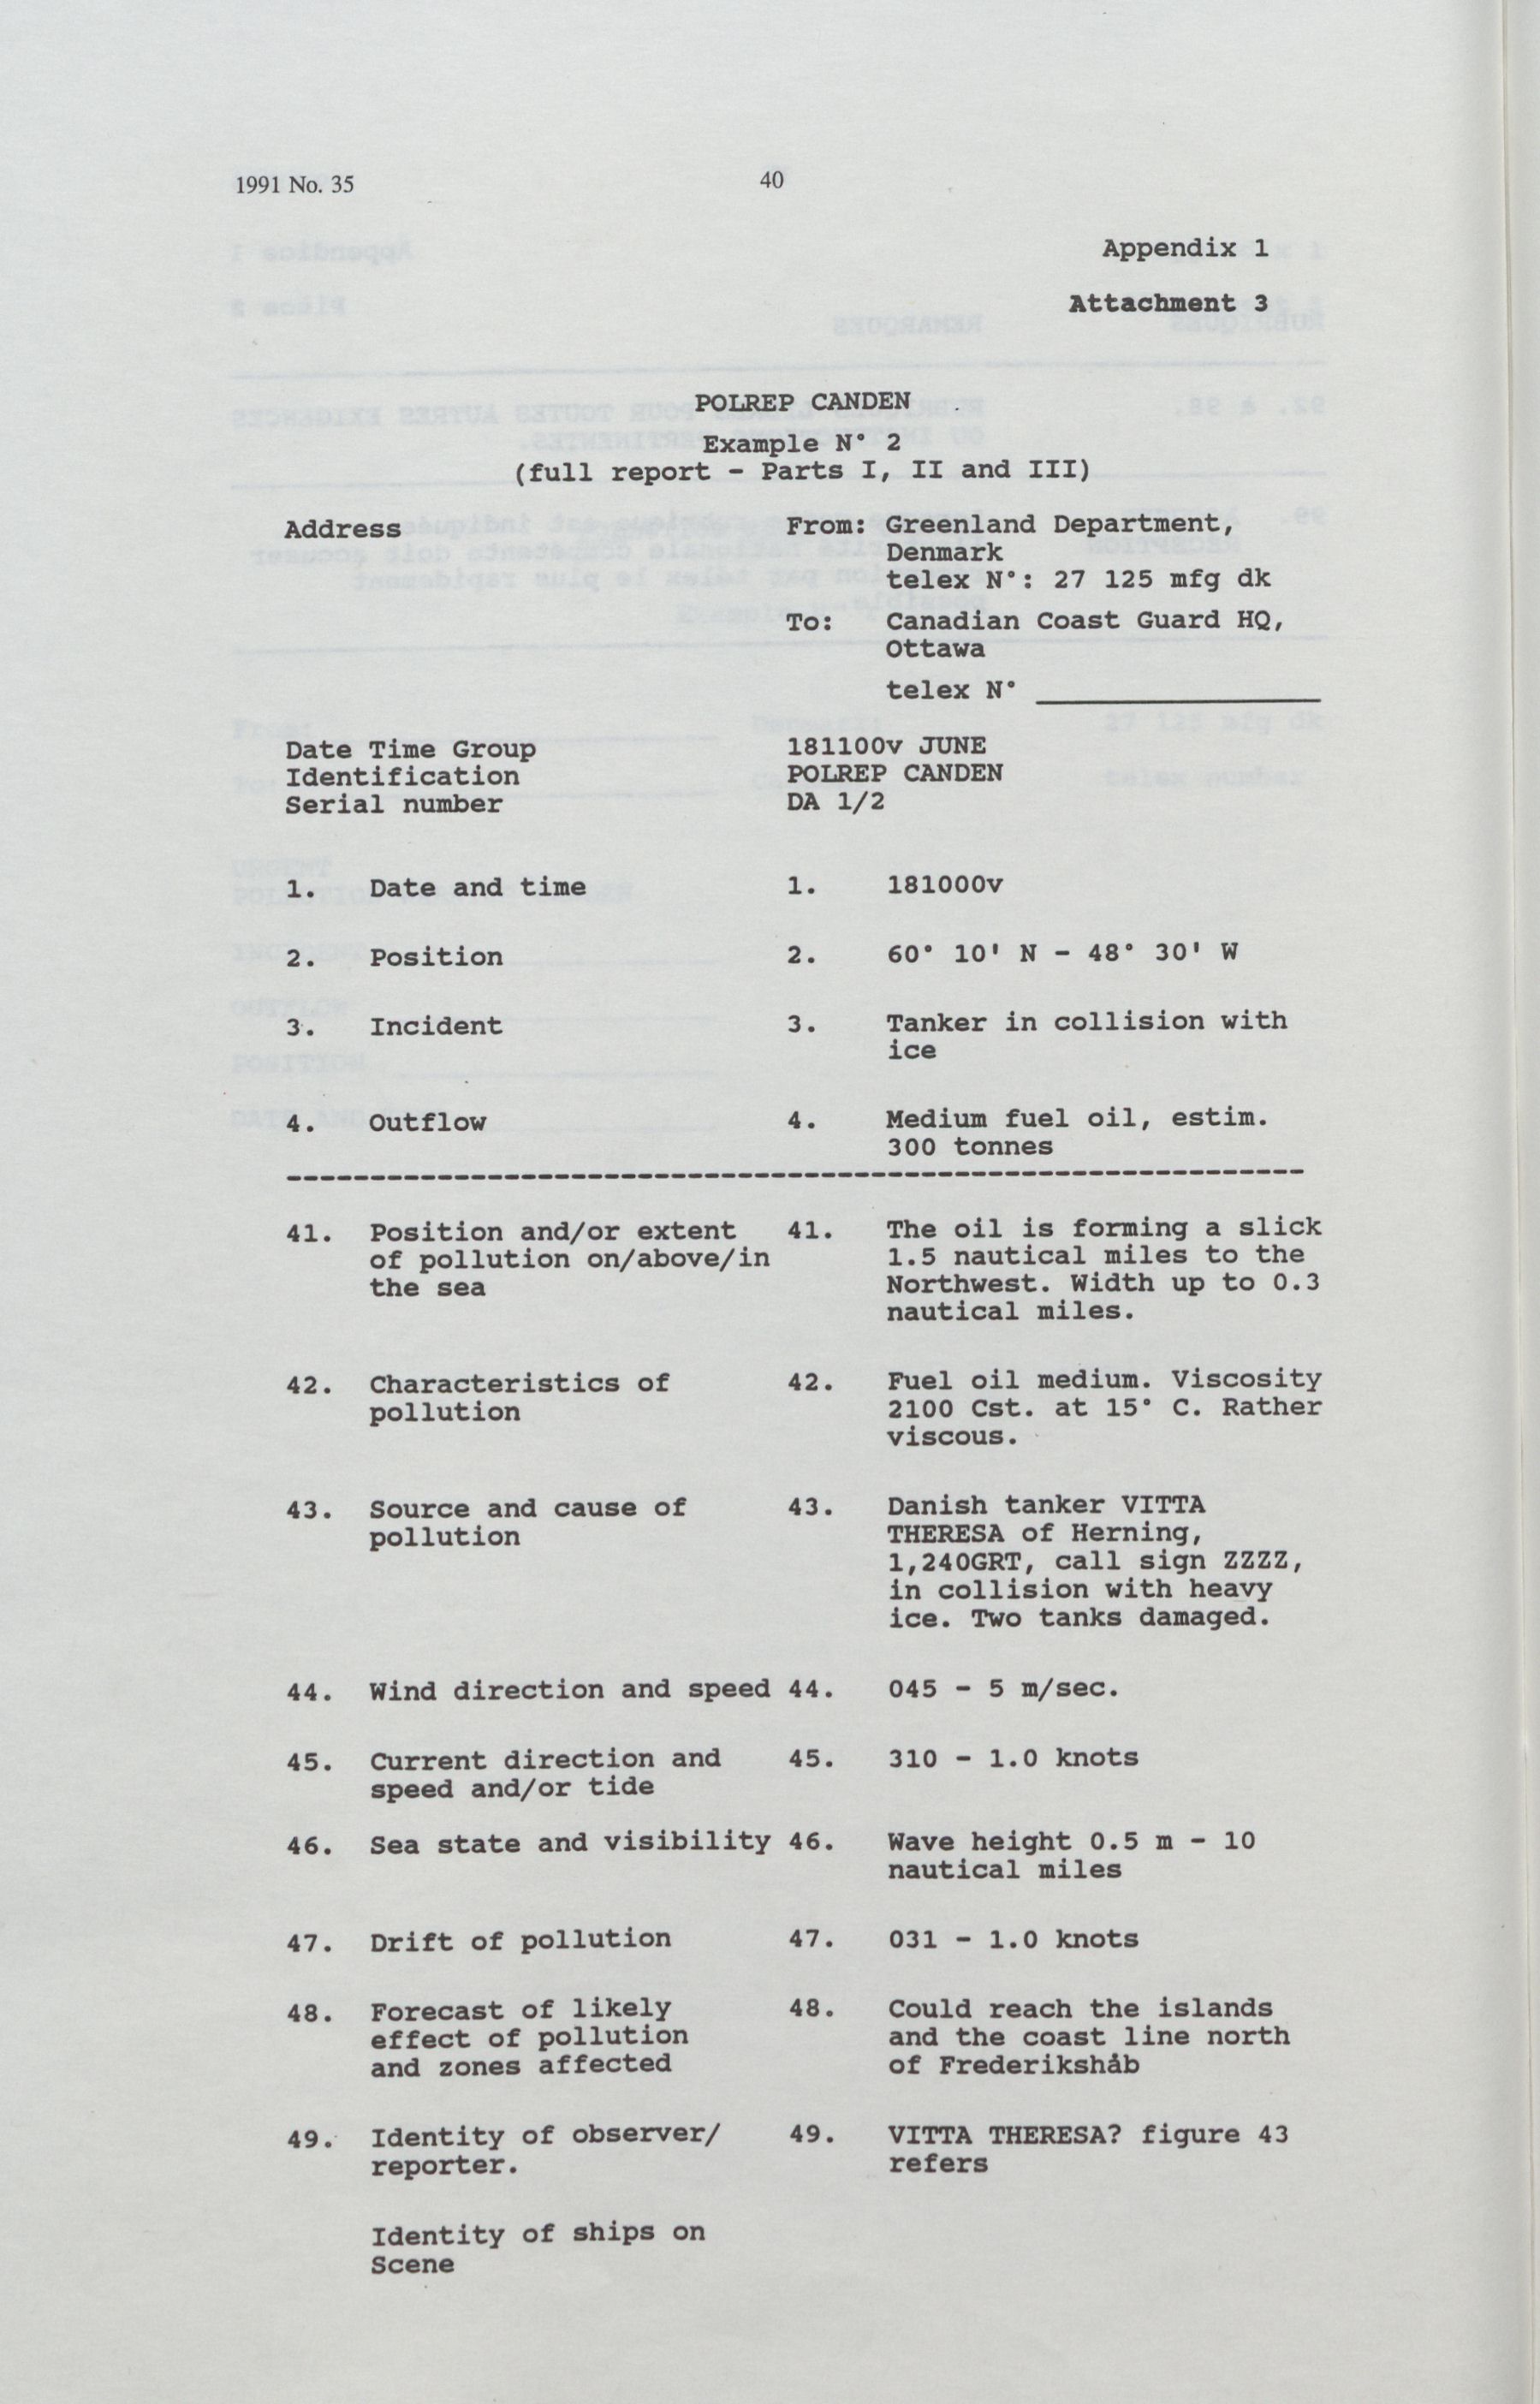 1991 No. 35 40
Appendix 1
Attachment 3
POLREP CANDEN
Example N° 2
(full report - Parts I, II and III)
Address From: Greenland Department,
Denmark
telex N°: 27 125 mfg dk
To: Canadian Coast Guard HQ,
Ottawa
telex N° ____________
Date Time Group 181100v JUNE
Identification POLREP CANDEN
Serial number DA 1/2
1. Date and time 1. 181000v
2. Position 2. 60° 10' N - 48° 30' W
3. Incident 3. Tanker in collision with
ice
4. Outflow 4. Medium fuel oil, estim.
300 tonnes
41. Position and/or extent 41. The oil is forming a slick
of pollution on/above/in 1.5 nautical miles to the
the sea Northwest. Width up to 0.3
nautical miles.
42. Characteristics of 42. Fuel oil medium. Viscosity
pollution 2100 Cst. at 15° C. Rather
viscous.
43. Source and cause of 43. Danish tanker VITTA
pollution THERESA of Herning,
1,240GRT, call sign ZZZZ,
in collision with heavy
ice. Two tanks damaged.
44. Wind direction and speed 44. 045 - 5 m/sec.
45. Current direction and 45. 310 - 1.0 knots
speed and/or tide
46. Sea state and visibility 46. Wave height 0.5 m - 10
nautical miles
47. Drift of pollution 47. 031 - 1.0 knots
48. Forecast of likely 48. Could reach the islands
effect of pollution and the coast line north
and zones affected of Frederikshåb
49. Identity of observer/ 49. VITTA THERESA? figure 43
reporter. refers
Identity of ships on
Scene